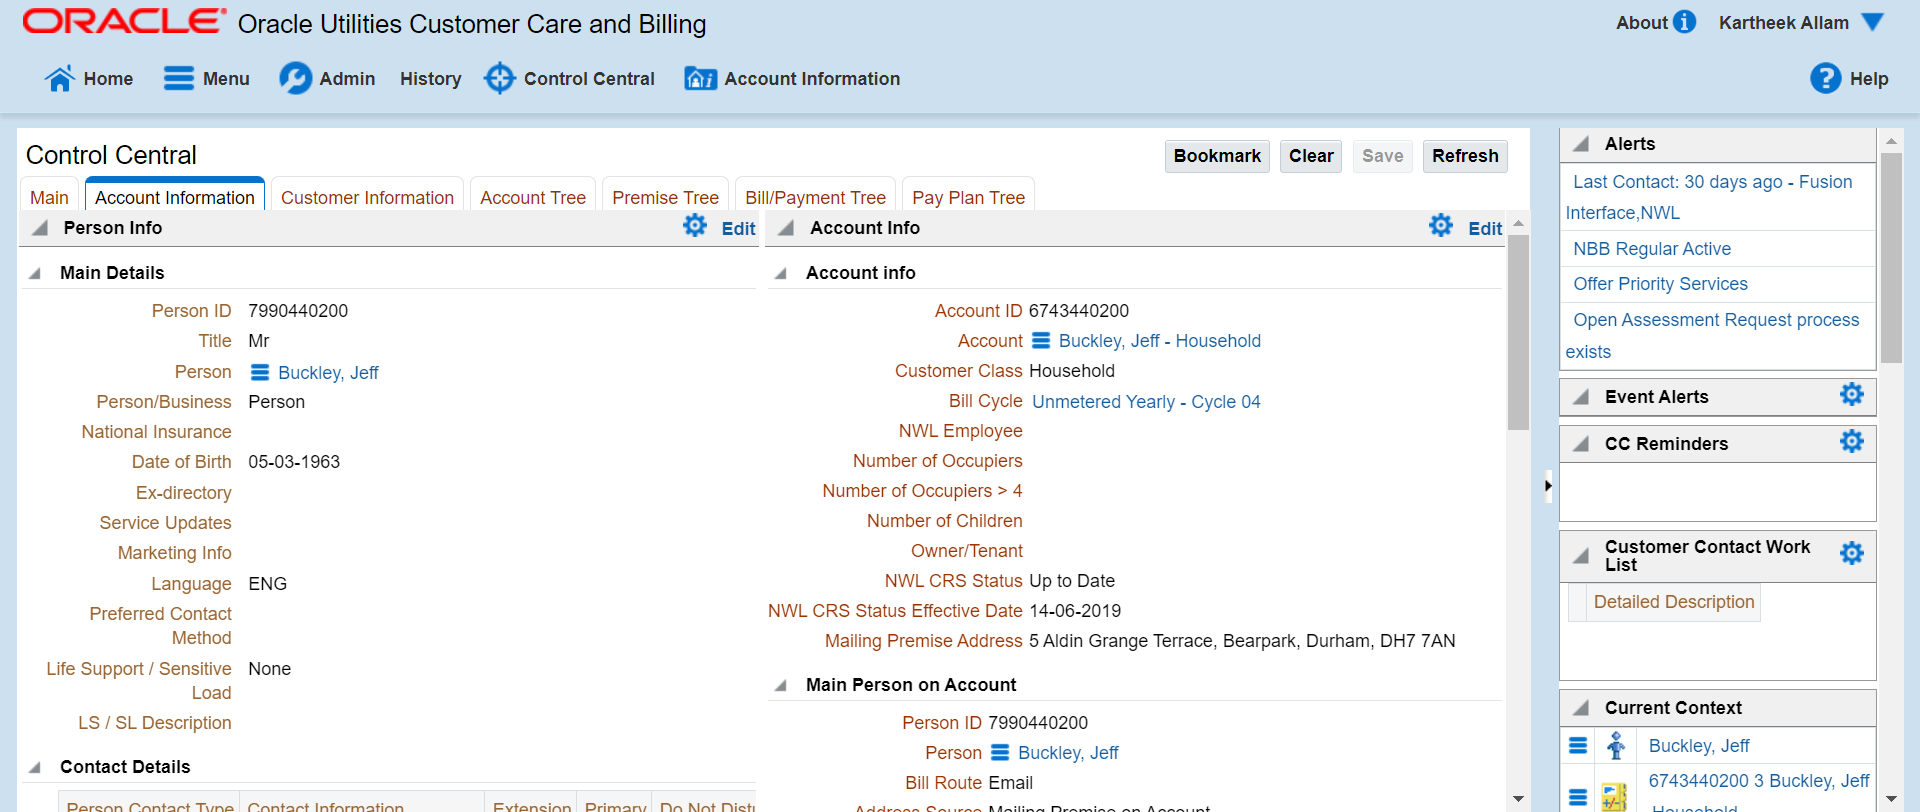 ORACLE Oracle Utilities Customer Care and Billing
About Kartheek Allam
Home Menu Admin History Control Central Account Information Help
Control Central
Bookmark Clear Save Refresh
Main Account Information Customer Information Account Tree Premise Tree Bill/Payment Tree Pay Plan Tree
Person Info Edit
Main Details
Person ID 7990440200
Title Mr
Person Buckley, Jeff
Person/Business Person
National Insurance
Date of Birth 05-03-1963
Ex-directory
Service Updates
Marketing Info
Language ENG
Preferred Contact
Method
Life Support / Sensitive None
Load
LS / SL Description
Contact Details
Person Contact Type Contact Information Extension Primary Do Not Distu
Account Info Edit
Account info
Account ID 6743440200
Account Buckley, Jeff - Household
Customer Class Household
Bill Cycle Unmetered Yearly - Cycle 04
NWL Employee
Number of Occupiers
Number of Occupiers > 4
Number of Children
Owner/Tenant
NWL CRS Status Up to Date
NWL CRS Status Effective Date 14-06-2019
Mailing Premise Address 5 Aldin Grange Terrace, Bearpark, Durham, DH7 7AN
Main Person on Account
Person ID 7990440200
Person Buckley, Jeff
Bill Route Email
Address Source Mailing Premise on Account
Alerts
Last Contact: 30 days ago - Fusion
Interface,NWL
NBB Regular Active
Offer Priority Services
Open Assessment Request process
exists
Event Alerts
CC Reminders
Customer Contact Work
List
Detailed Description
Current Context
Buckley, Jeff
6743440200 3 Buckley, Jeff
Household